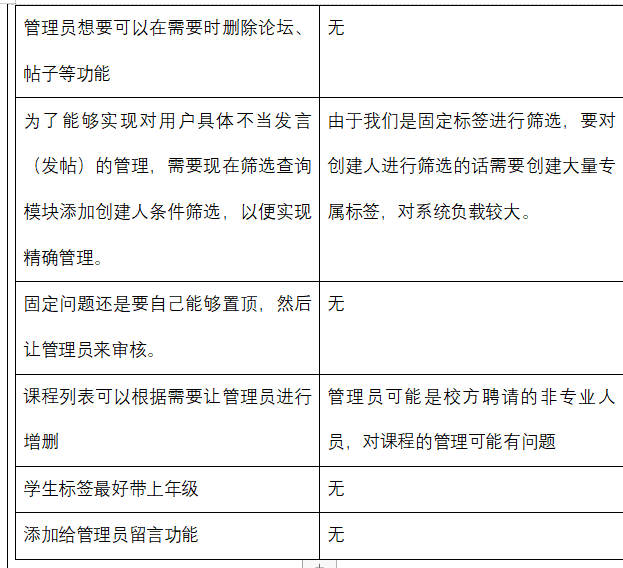 管理员想要可以在需要时删除论坛、
帖子等功能
无
为了能够实现对用户具体不当发言
（发帖）的管理，需要现在筛选查询
模块添加创建人条件筛选，以便实现
精确管理。
由于我们是固定标签进行筛选，要对
创建人进行筛选的话需要创建大量专
属标签，对系统负载较大。
固定问题还是要自己能够置顶，然后
让管理员来审核。
无
课程列表可以根据需要让管理员进行
增删
管理员可能是校方聘请的非专业人
员，对课程的管理可能有问题
学生标签最好带上年级
无
添加给管理员留言功能
无